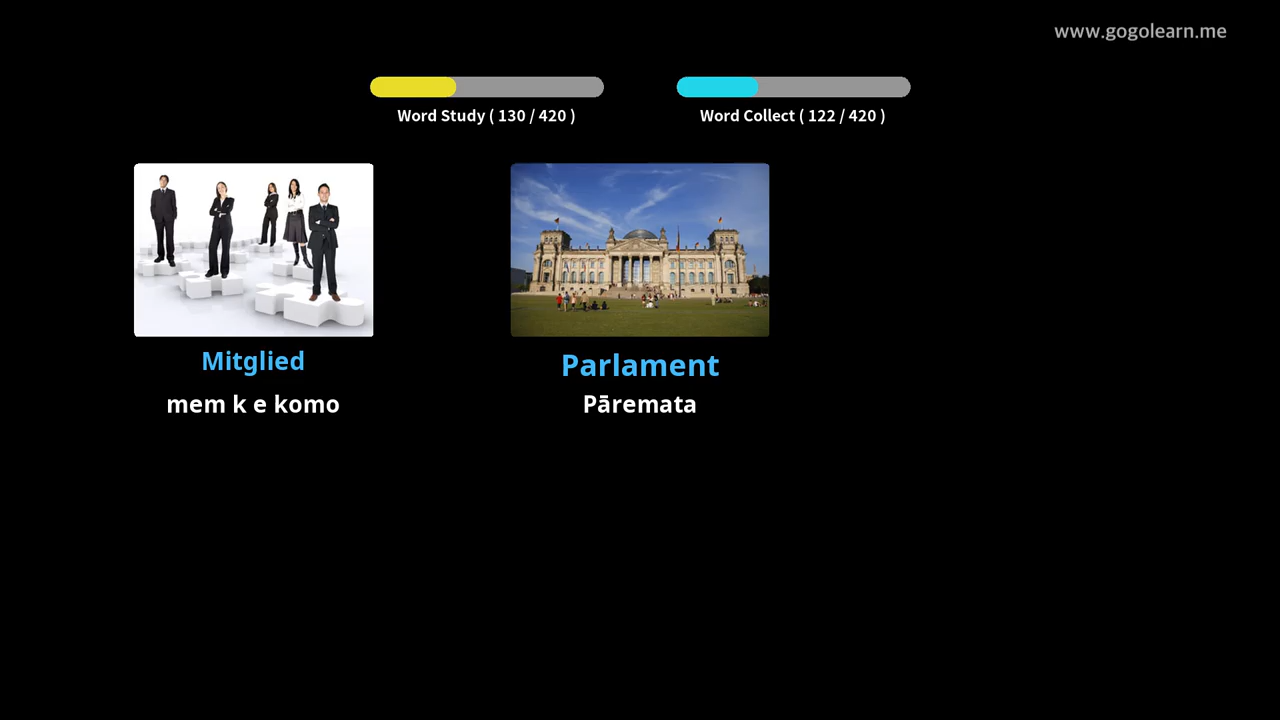 www.gogolearn.me
Word Study ( 130 / 420 )
Word Collect ( 122 / 420 )
Mitglied
mem k e komo
Parlament
Pāremata